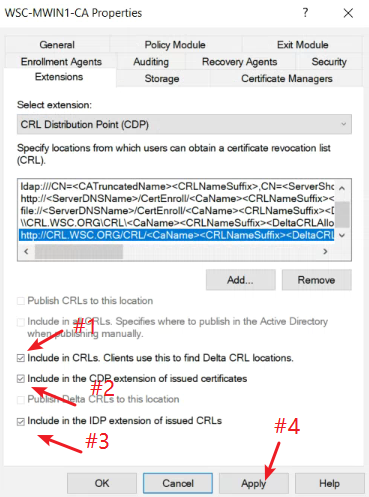 WSC-MWIN1-CA Properties
General Policy Module Exit Module
Enrollment Agents Auditing Recovery Agents Security
Extensions Storage Certificate Managers
Select extension:
CRL Distribution Point (CDP)
Specify locations from which users can obtain a certificate revocation
list (CRL).
ldap:///CN=<CATruncatedName><CRLNameSuffix>,CN=<ServerSho
http://<ServerDNSName>/CertEnroll/<CaName><CRLNameSuffix><
file://<ServerDNSName>/CertEnroll/<CaName><CRLNameSuffix><D
\\CRL.WSC.ORG\CRL\<CaName><CRLNameSuffix><DeltaCRLAllo
http://CRL.WSC.ORG/CRL/<CaName><CRLNameSuffix><DeltaCRL
Add... Remove
Publish CRLs to this location
Include in all CRLs. Specifies where to publish in the Active Directory
when publishing manually.
#1
Include in CRLs. Clients use this to find Delta CRL locations.
Include in the CDP extension of issued certificates
#2
Publish Delta CRLs to this location
Include in the IDP extension of issued CRLs
#3
#4
OK Cancel Apply Help